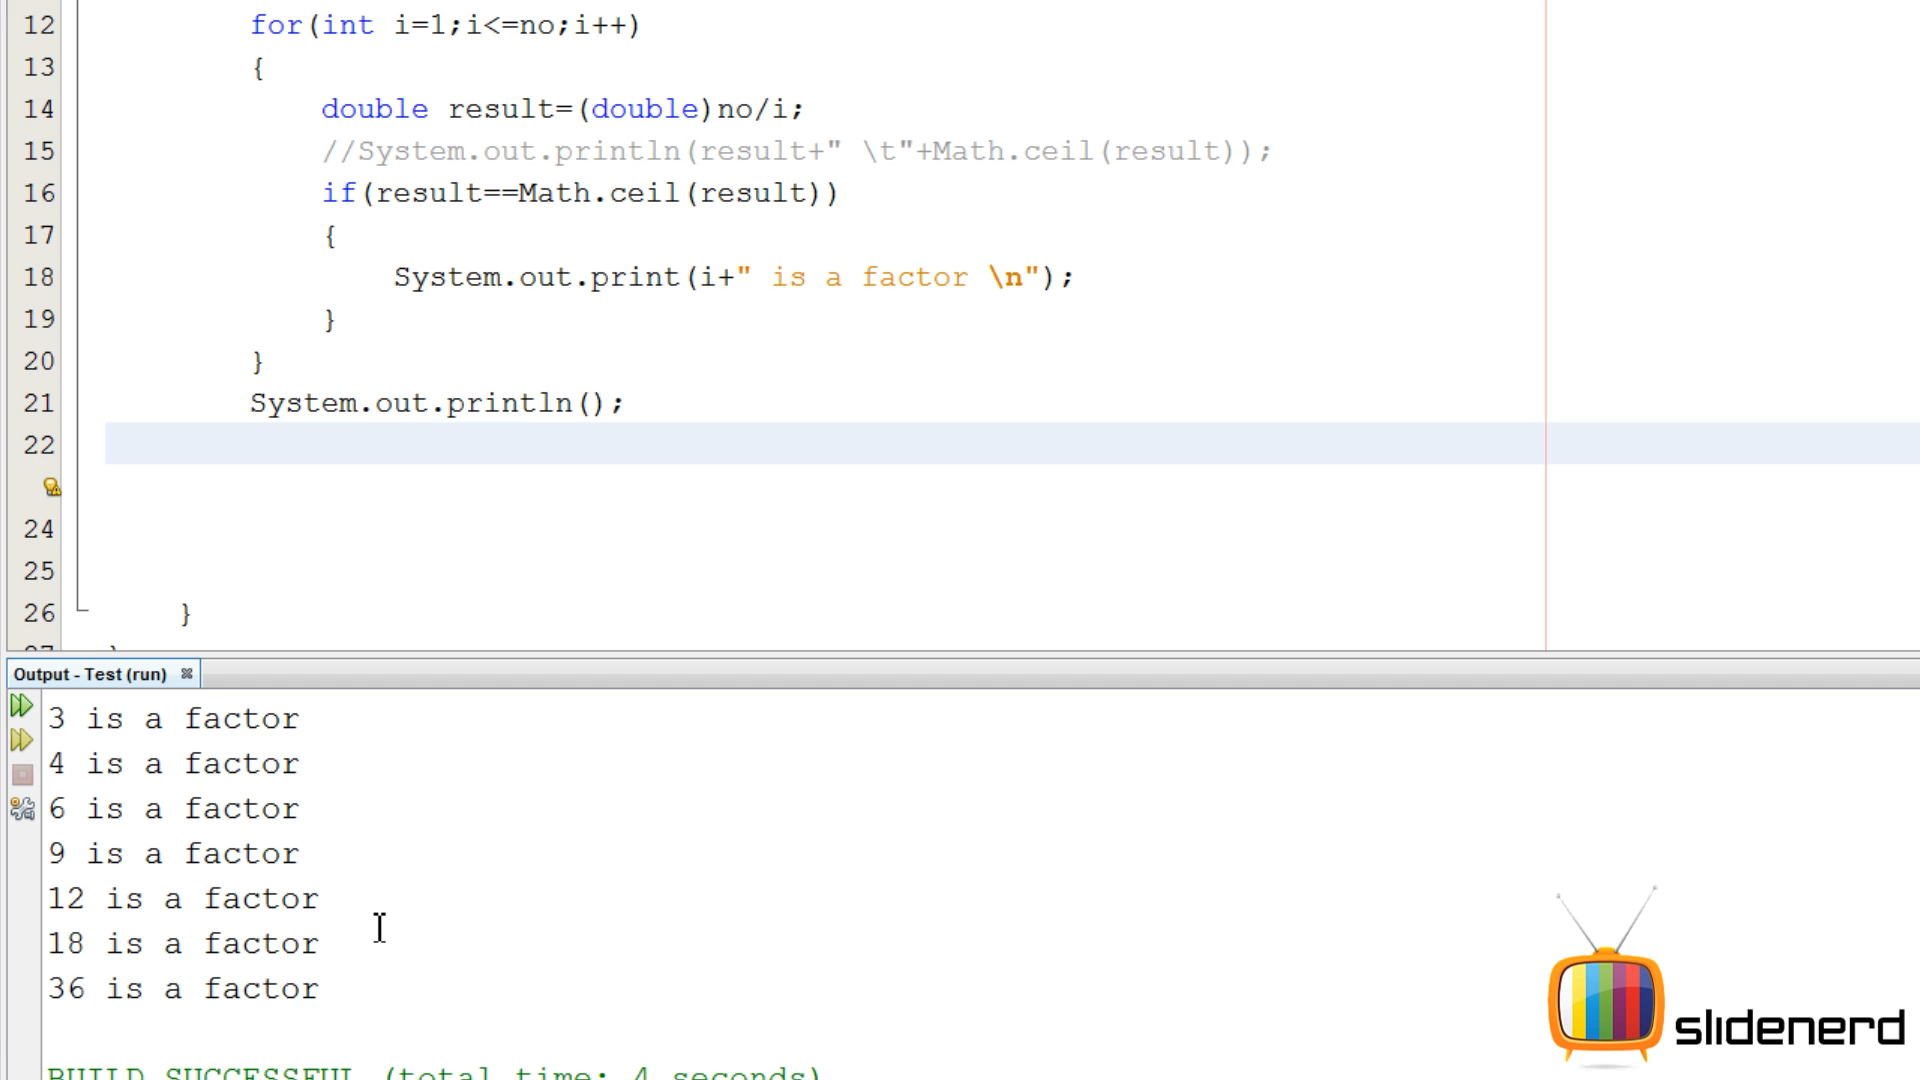 12 for(int i=1;i<=no;i++)
13 {
14 double result=(double)no/i;
15 //System.out.println(result+" \t"+Math.ceil(result));
16 if(result==Math.ceil(result))
17 {
18 System.out.print(i+" is a factor \n");
19 }
20 }
21 System.out.println();
22
24
25
26 }
27 }
Output - Test (run)
3 is a factor
4 is a factor
6 is a factor
9 is a factor
12 is a factor
18 is a factor
36 is a factor
BUILD SUCCESSFUL (total time: 4 seconds)
slidenerd